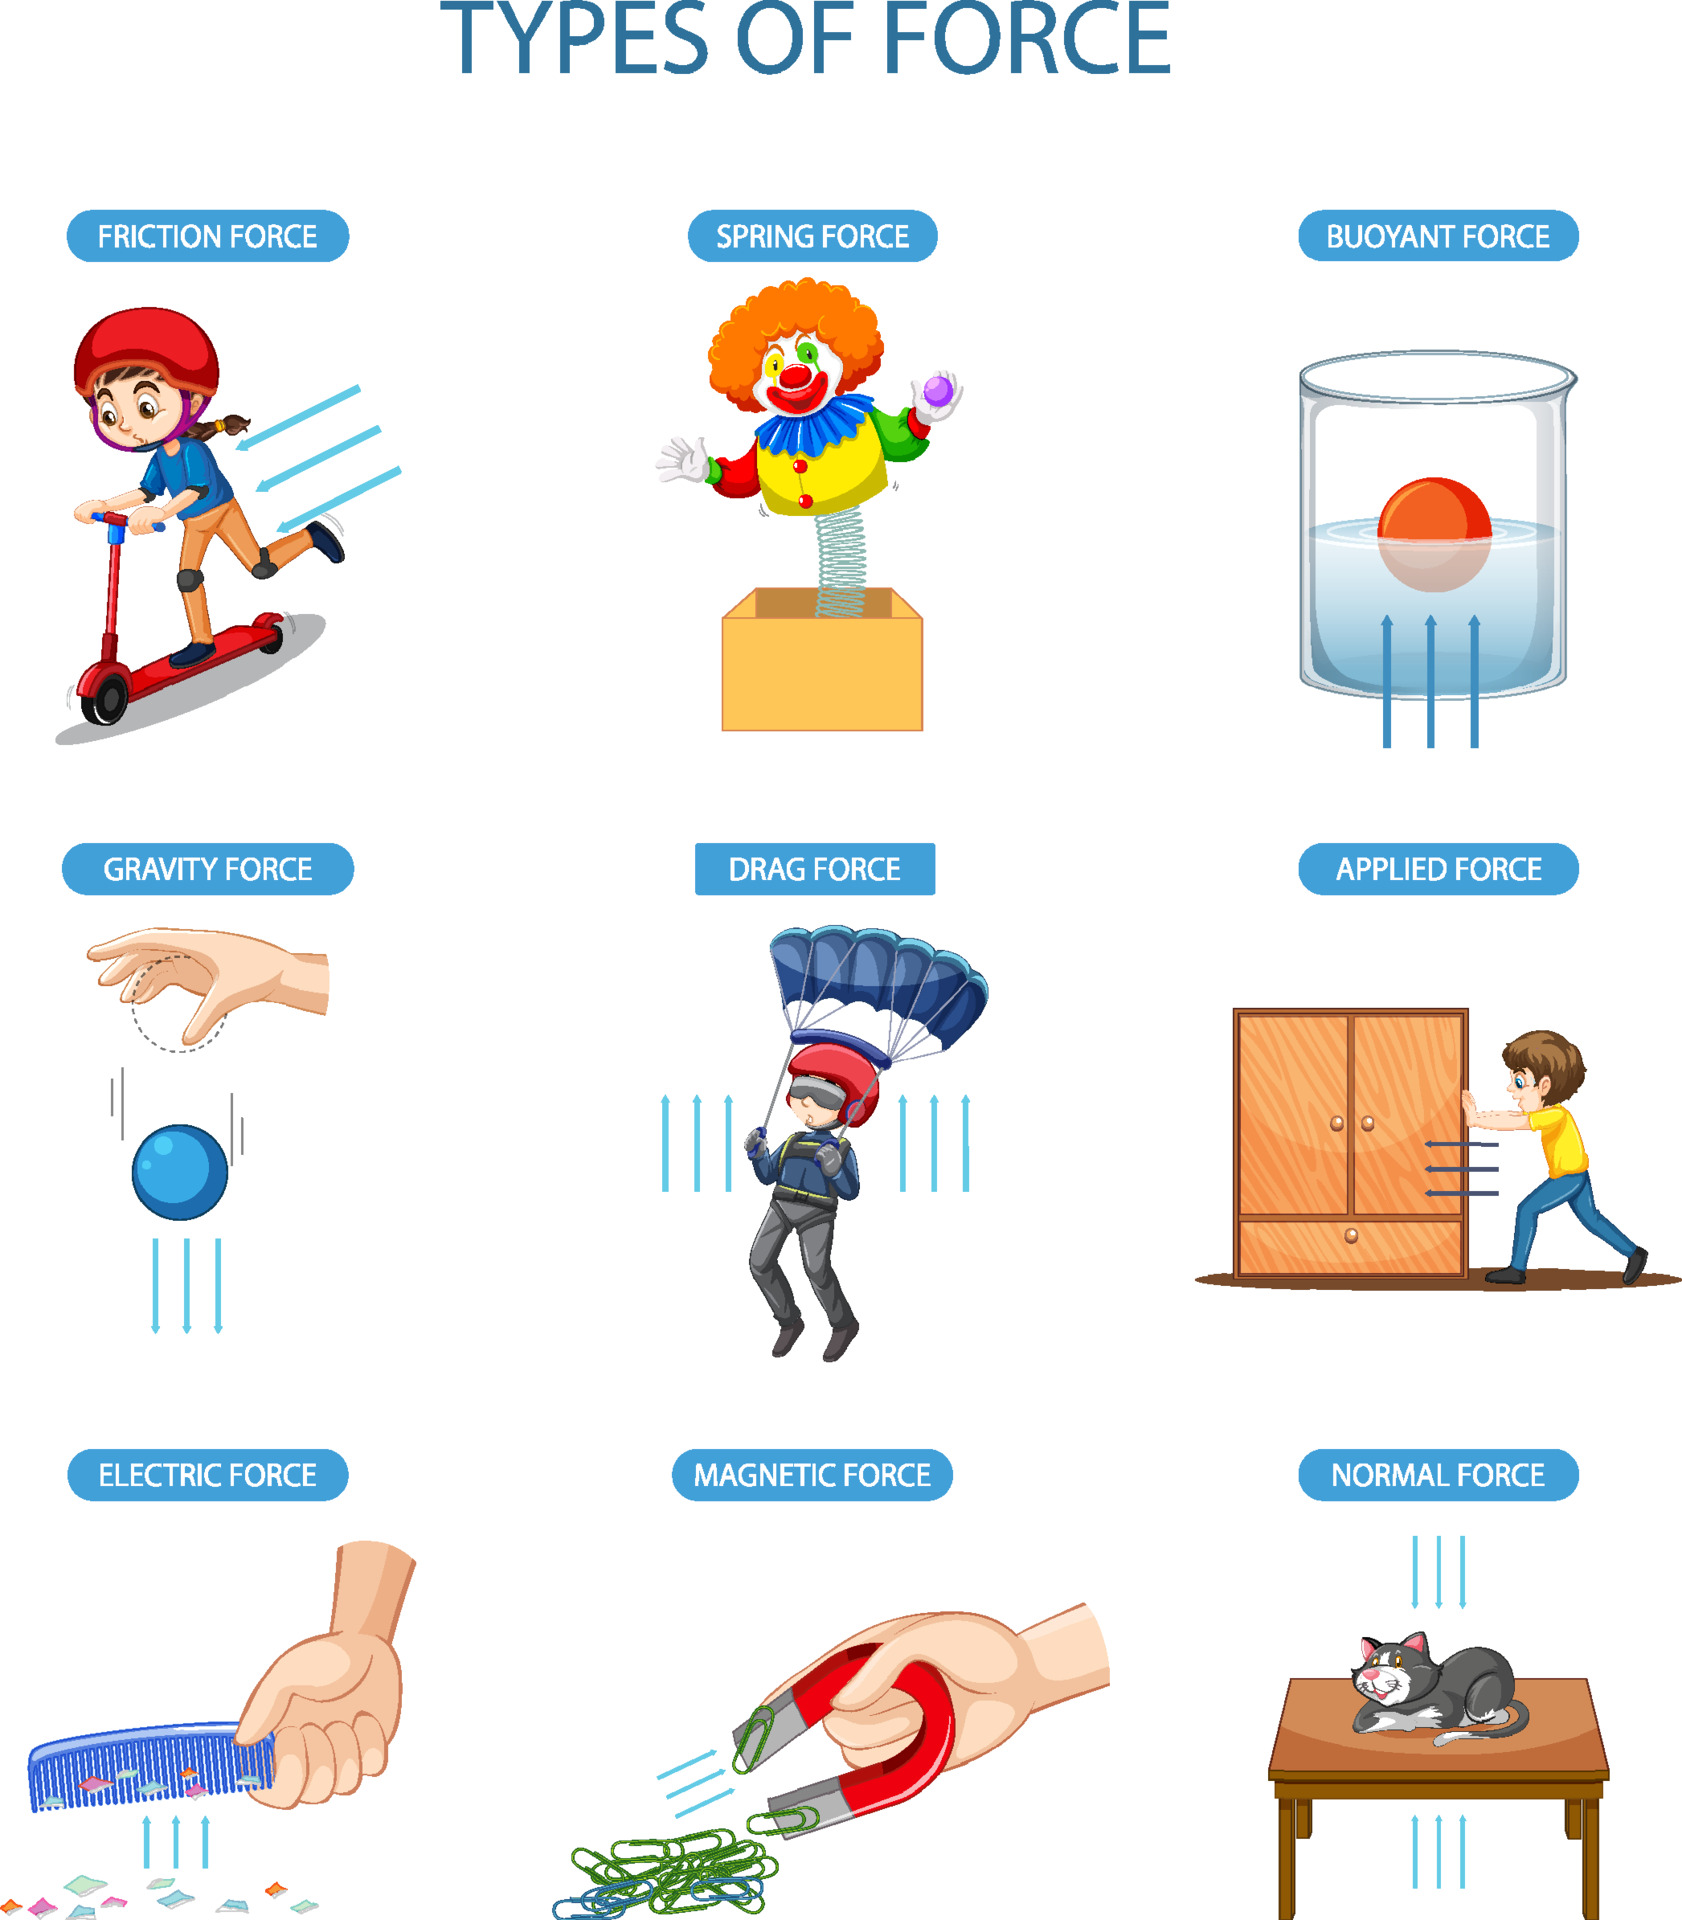 TYPES OF FORCE
FRICTION FORCE
SPRING FORCE
BUOYANT FORCE
GRAVITY FORCE
DRAG FORCE
APPLIED FORCE
ELECTRIC FORCE
MAGNETIC FORCE
NORMAL FORCE